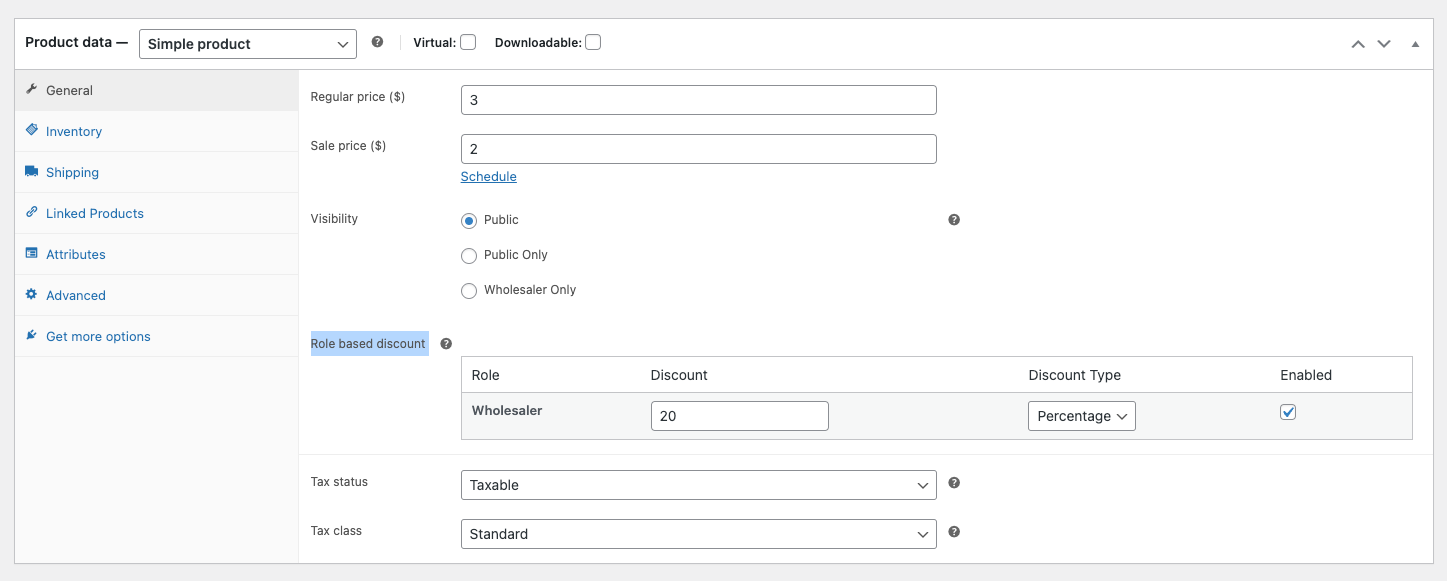 Product data — Simple product Virtual: Downloadable:
General
Inventory
Shipping
Linked Products
Attributes
Advanced
Get more options
Regular price ($) 3
Sale price ($) 2
Schedule
Visibility Public
Public Only
Wholesaler Only
Role based discount
Role Discount Discount Type Enabled
Wholesaler 20 Percentage
Tax status Taxable
Tax class Standard